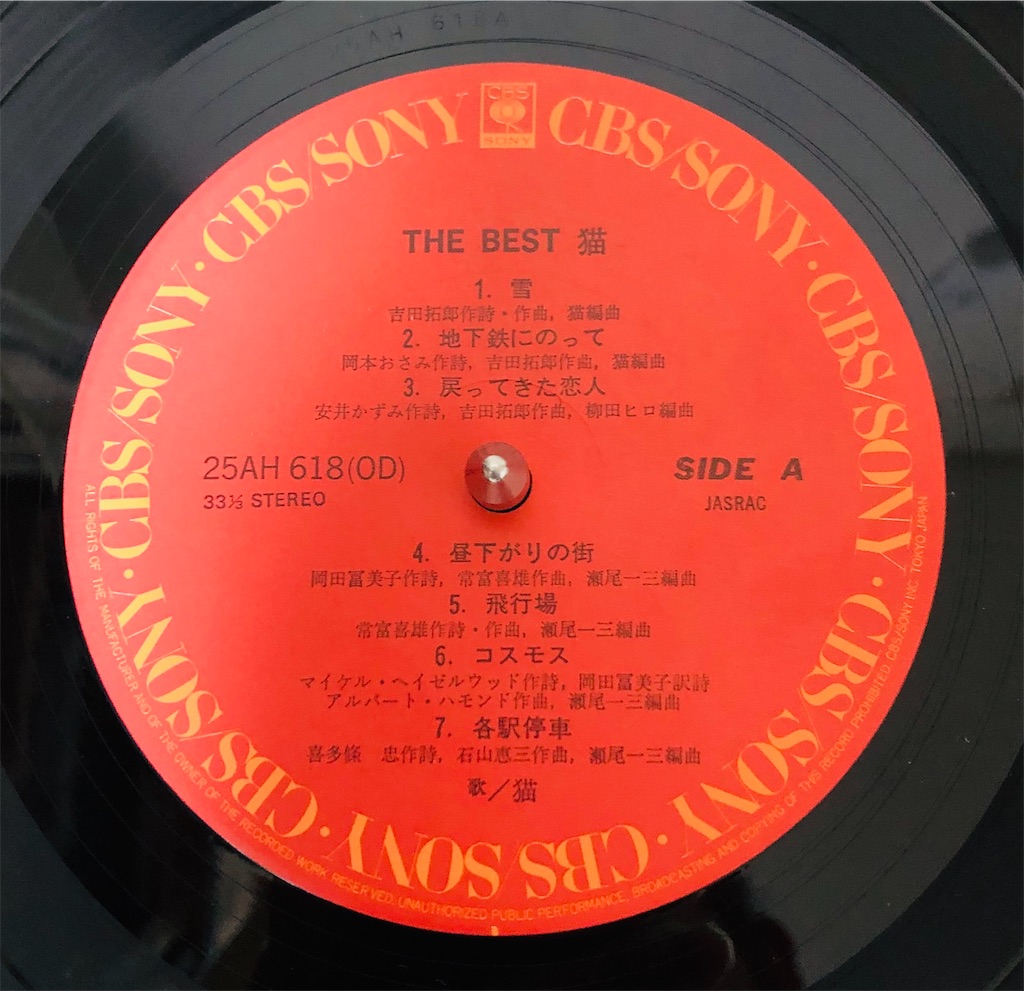 25AH 618A
CBS
SONY
CBS/SONY · CBS/SONY · CBS/SONY · CBS/SONY · CBS/SONY · CBS/SONY · CBS/SONY · CBS/SONY
THE BEST 猫
1. 雪
吉田拓郎作詩・作曲, 猫編曲
2. 地下鉄にのって
岡本おさみ作詩, 吉田拓郎作曲, 猫編曲
3. 戻ってきた恋人
安井かずみ作詩, 吉田拓郎作曲, 柳田ヒロ編曲
25AH 618(OD)
33⅓ STEREO
SIDE A
JASRAC
4. 昼下がりの街
岡田冨美子作詩, 常富喜雄作曲, 瀬尾一三編曲
5. 飛行場
常富喜雄作詩・作曲, 瀬尾一三編曲
6. コスモス
マイケル・ヘイゼルウッド作詩, 岡田冨美子訳詩
アルバート・ハモンド作曲, 瀬尾一三編曲
7. 各駅停車
喜多條 忠作詩, 石山恵三作曲, 瀬尾一三編曲
歌／猫
ALL RIGHTS OF THE MANUFACTURER AND OF THE OWNER OF THE RECORDED WORK RESERVED. UNAUTHORIZED PUBLIC PERFORMANCE, BROADCASTING AND COPYING OF THIS RECORD PROHIBITED. CBS/SONY INC. TOKYO JAPAN